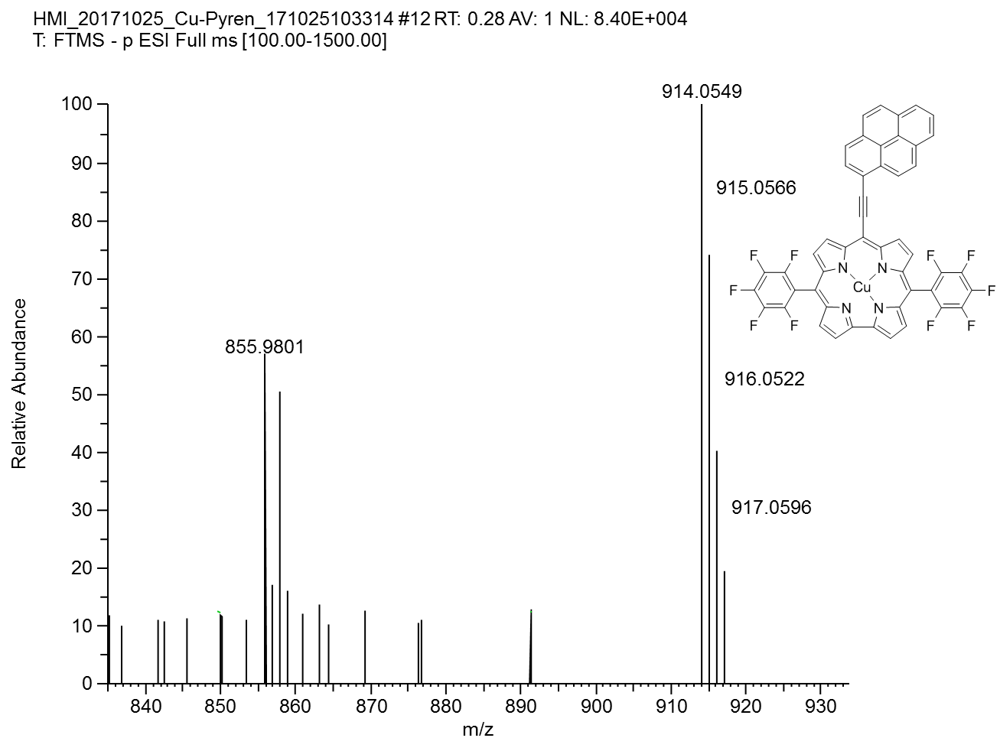 HMI_20171025_Cu-Pyren_171025103314 #12 RT: 0.28 AV: 1 NL: 8.40E+004
T: FTMS - p ESI Full ms [100.00-1500.00]
914.0549
100
915.0566
90
80
F F F F
70
N N
F Cu F
N N
F F F F
60
855.9801
916.0522
50
Relative Abundance
40
917.0596
30
20
10
0
840 850 860 870 880 890 900 910 920 930
m/z